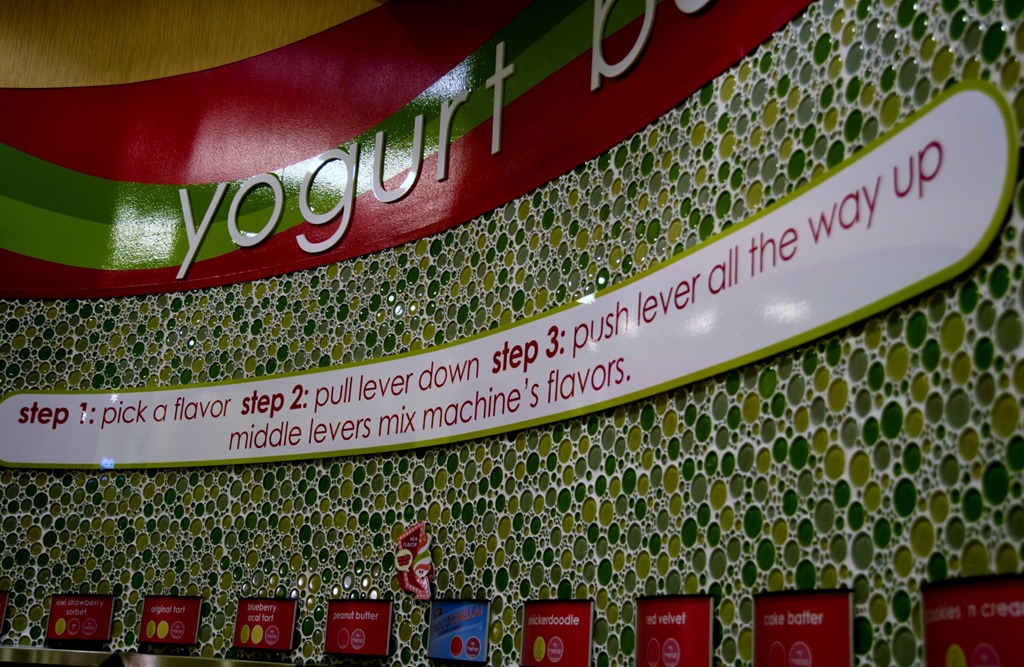 yogurt b
step 1: pick a flavor step 2: pull lever down step 3: push lever all the way up
middle levers mix machine's flavors.
kiwi strawberry
sorbet
original tart
blueberry
acai tart
peanut butter
snickerdoodle
red velvet
cake batter
cookies n cream